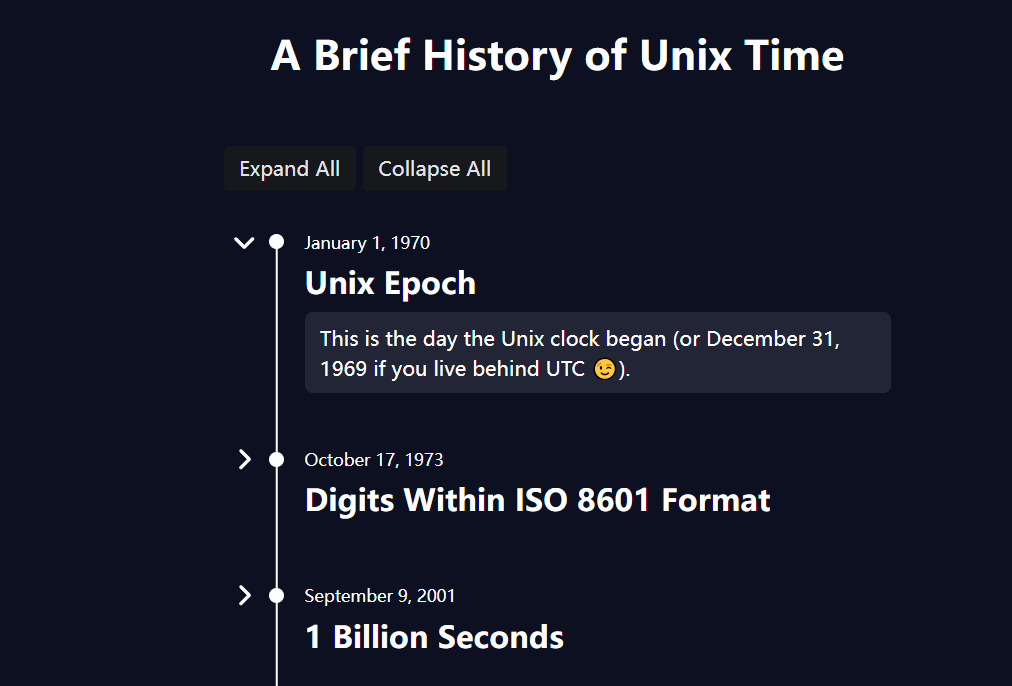 A Brief History of Unix Time
Expand All
Collapse All
January 1, 1970
Unix Epoch
This is the day the Unix clock began (or December 31,
1969 if you live behind UTC 😉).
October 17, 1973
Digits Within ISO 8601 Format
September 9, 2001
1 Billion Seconds